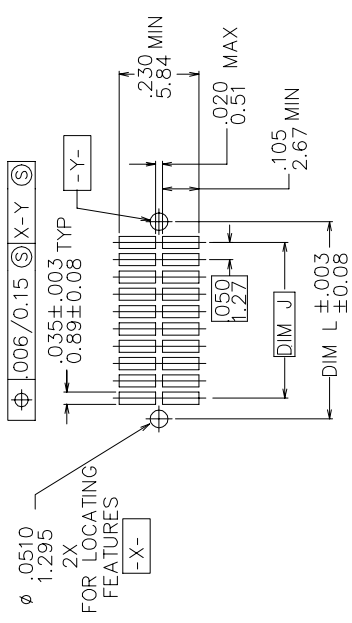 ⌖ .006/0.15 Ⓢ X-Y Ⓢ
.035±.003 TYP
0.89±0.08
-Y-
.230 MIN
5.84
.020 MAX
0.51
.105 MIN
2.67
.050
1.27
DIM J
DIM L ±.003
±0.08
ø .0510
1.295
2X
FOR LOCATING
FEATURES
-X-